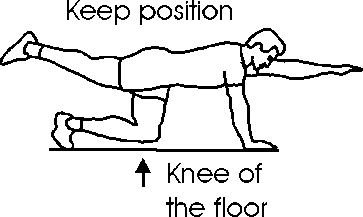 Keep position
Knee of
the floor